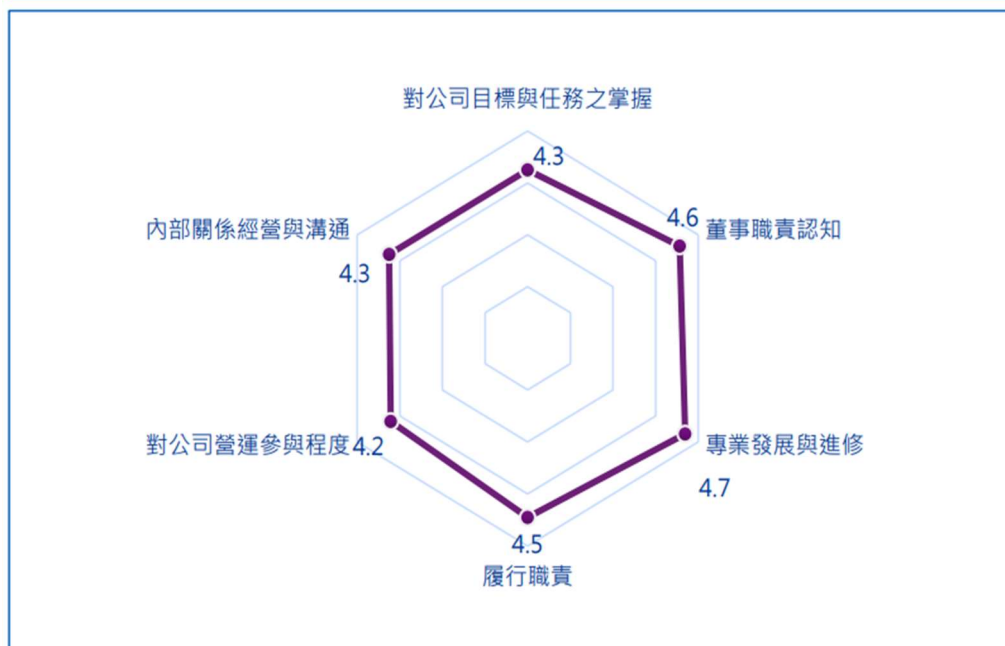 對公司目標與任務之掌握
4.3
4.6
董事職責認知
內部關係經營與溝通
4.3
對公司營運參與程度
4.2
專業發展與進修
4.7
4.5
履行職責